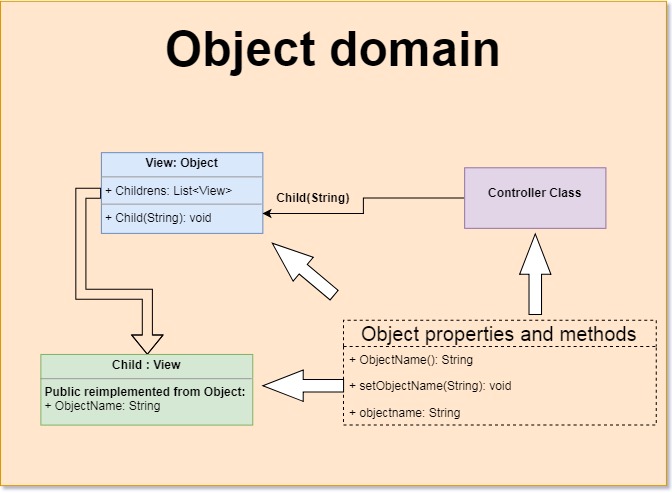 Object domain
View: Object
+ Childrens: List<View>
+ Child(String): void
Child(String)
Controller Class
Object properties and methods
+ ObjectName(): String
+ setObjectName(String): void
+ objectname: String
Child : View
Public reimplemented from Object:
+ ObjectName: String